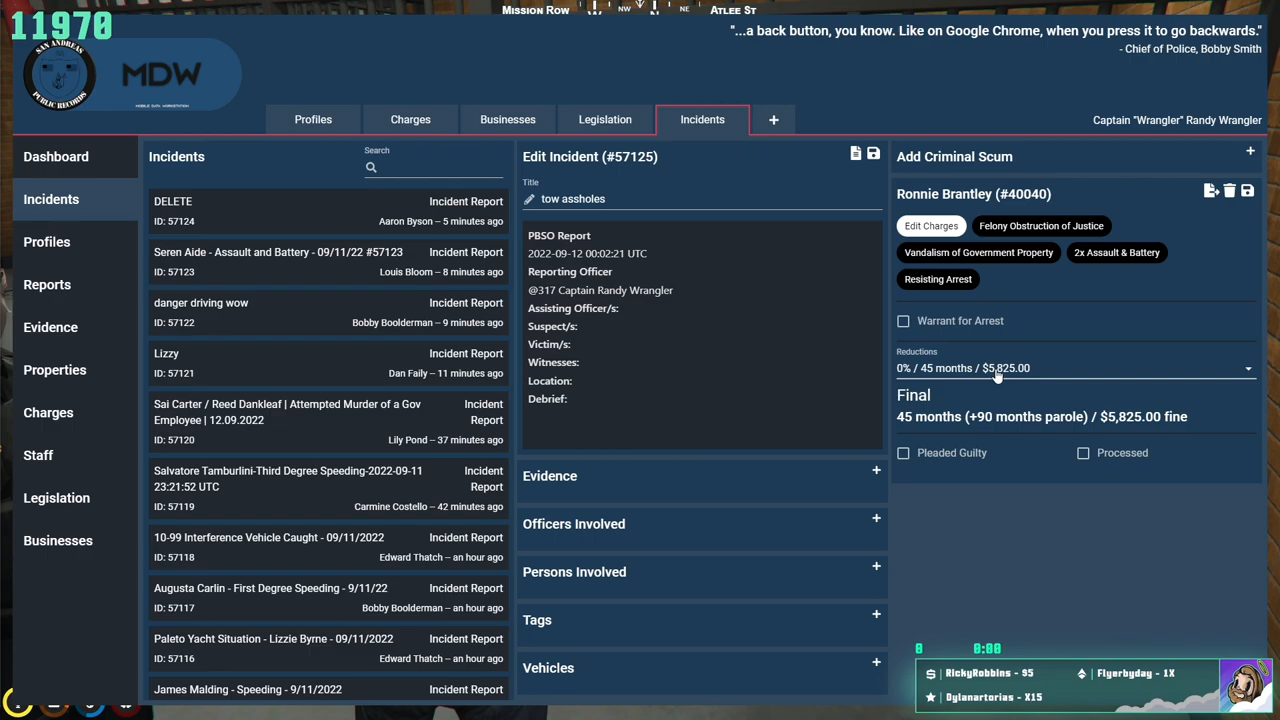 Mission Row
NW
NE
Atlee St
11970
SAN ANDREAS
PUBLIC RECORDS
MDW
MOBILE DATA WORKSTATION
"...a back button, you know. Like on Google Chrome, when you press it to go backwards."
- Chief of Police, Bobby Smith
Profiles
Charges
Businesses
Legislation
Incidents
+
Captain "Wrangler" Randy Wrangler
Dashboard
Incidents
Profiles
Reports
Evidence
Properties
Charges
Staff
Legislation
Businesses
Incidents
Search
DELETE
Incident Report
ID: 57124
Aaron Byson – 5 minutes ago
Seren Aide - Assault and Battery - 09/11/22 #57123
Incident Report
ID: 57123
Louis Bloom – 8 minutes ago
danger driving wow
Incident Report
ID: 57122
Bobby Boolderman – 9 minutes ago
Lizzy
Incident Report
ID: 57121
Dan Faily – 11 minutes ago
Sai Carter / Reed Dankleaf | Attempted Murder of a Gov
Employee | 12.09.2022
Incident
Report
ID: 57120
Lily Pond – 37 minutes ago
Salvatore Tamburlini-Third Degree Speeding-2022-09-11
23:21:52 UTC
Incident
Report
ID: 57119
Carmine Costello – 42 minutes ago
10-99 Interference Vehicle Caught - 09/11/2022
Incident Report
ID: 57118
Edward Thatch – an hour ago
Augusta Carlin - First Degree Speeding - 9/11/22
Incident Report
ID: 57117
Bobby Boolderman – an hour ago
Paleto Yacht Situation - Lizzie Byrne - 09/11/2022
Incident Report
ID: 57116
Edward Thatch – an hour ago
James Malding - Speeding - 9/11/2022
Incident Report
Edit Incident (#57125)
Title
tow assholes
PBSO Report
2022-09-12 00:02:21 UTC
Reporting Officer
@317 Captain Randy Wrangler
Assisting Officer/s:
Suspect/s:
Victim/s:
Witnesses:
Location:
Debrief:
Evidence
+
Officers Involved
+
Persons Involved
+
Tags
+
Vehicles
+
Add Criminal Scum
+
Ronnie Brantley (#40040)
Edit Charges
Felony Obstruction of Justice
Vandalism of Government Property
2x Assault & Battery
Resisting Arrest
Warrant for Arrest
Reductions
0% / 45 months / $5,825.00
Final
45 months (+90 months parole) / $5,825.00 fine
Pleaded Guilty
Processed
0
0:00
$ | RickyRobbins - 95
Flyerbyday - 1X
Dylanartorias - X15